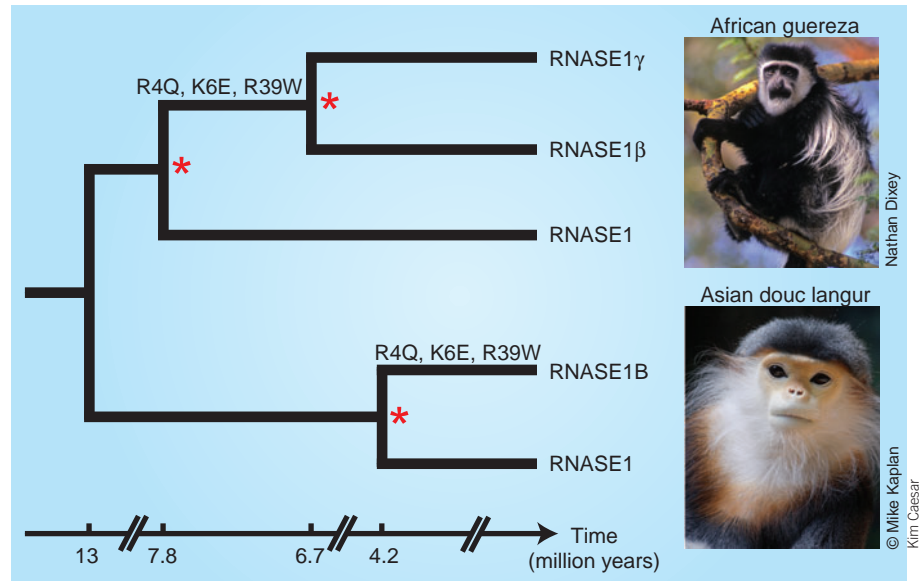 African guereza
RNASE1γ
R4Q, K6E, R39W
*
RNASE1β
*
RNASE1
Nathan Dixey
Asian douc langur
R4Q, K6E, R39W
RNASE1B
*
RNASE1
© Mike Kaplan
Kim Caesar
Time
(million years)
13
7.8
6.7
4.2